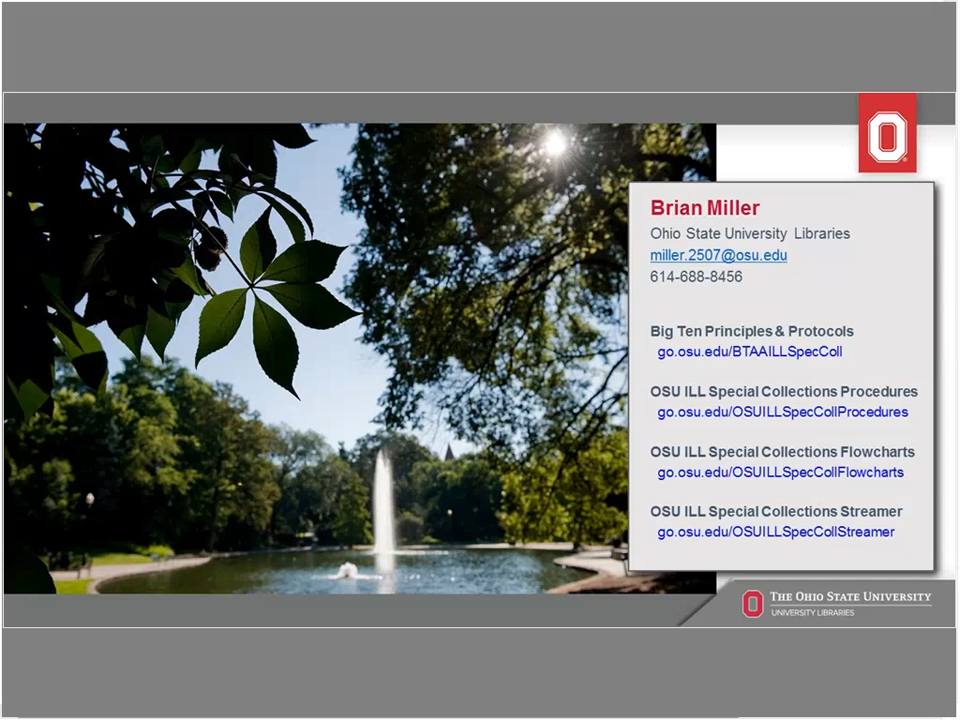 O
Brian Miller
Ohio State University Libraries
miller.2507@osu.edu
614-688-8456
Big Ten Principles & Protocols
go.osu.edu/BTAAILLSpecColl
OSU ILL Special Collections Procedures
go.osu.edu/OSUILLSpecCollProcedures
OSU ILL Special Collections Flowcharts
go.osu.edu/OSUILLSpecCollFlowcharts
OSU ILL Special Collections Streamer
go.osu.edu/OSUILLSpecCollStreamer
O
THE OHIO STATE UNIVERSITY
UNIVERSITY LIBRARIES